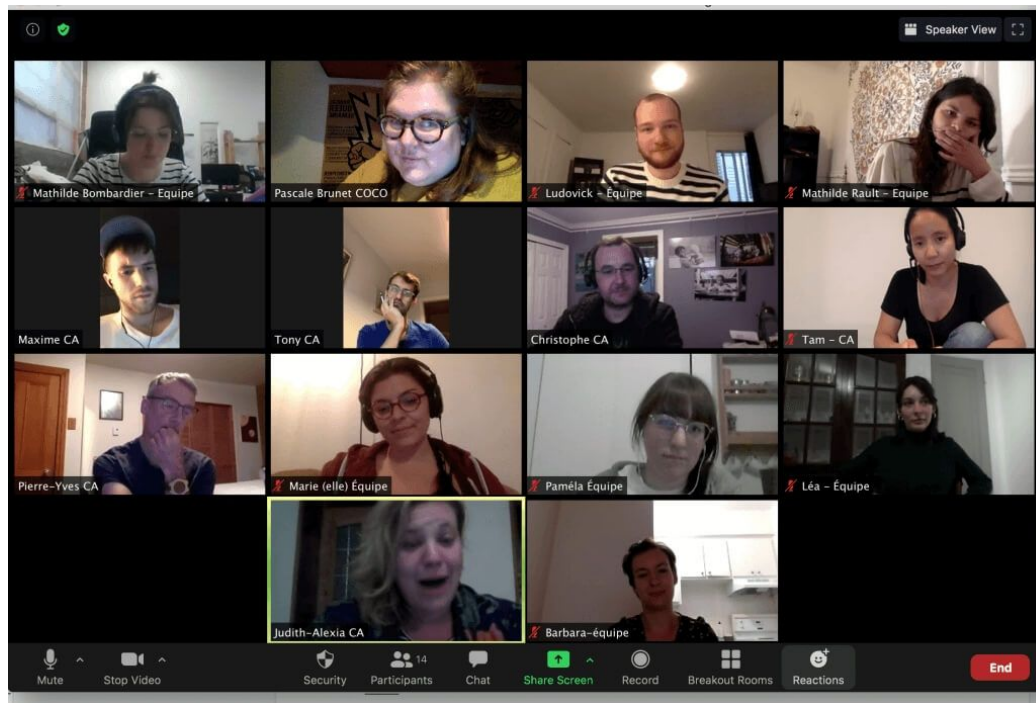 Speaker View
Mathilde Bombardier - Equipe
Pascale Brunet COCO
Ludovick - Équipe
Mathilde Rault - Equipe
Maxime CA
Tony CA
Christophe CA
Tam - CA
Pierre-Yves CA
Marie (elle) Équipe
Paméla Équipe
Léa - Équipe
Judith-Alexia CA
Barbara-équipe
Mute
Stop Video
Security
Participants 14
Chat
Share Screen
Record
Breakout Rooms
Reactions
End